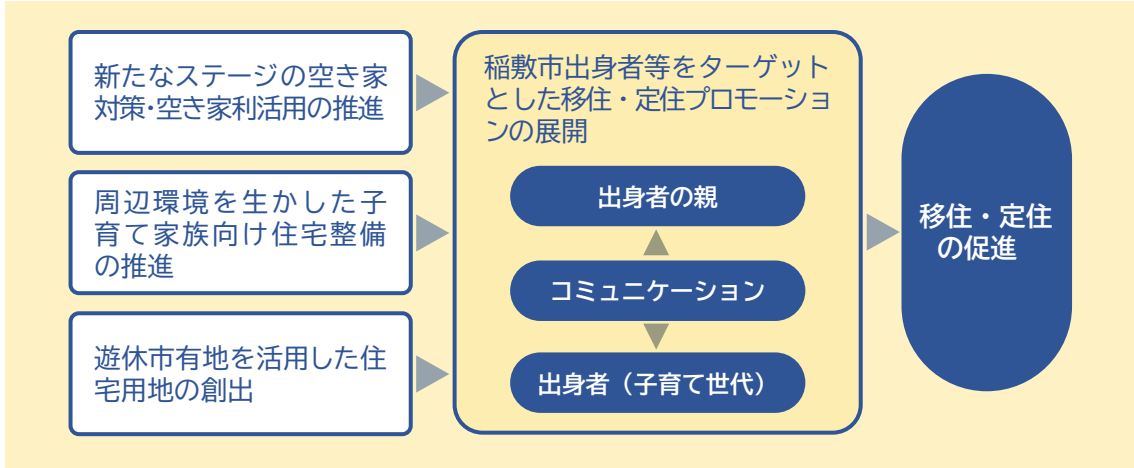 新たなステージの空き家
対策・空き家利活用の推進
周辺環境を生かした子
育て家族向け住宅整備
の推進
遊休市有地を活用した住
宅用地の創出
稲敷市出身者等をターゲット
とした移住・定住プロモーショ
ンの展開
出身者の親
コミュニケーション
出身者（子育て世代）
移住・定住
の促進